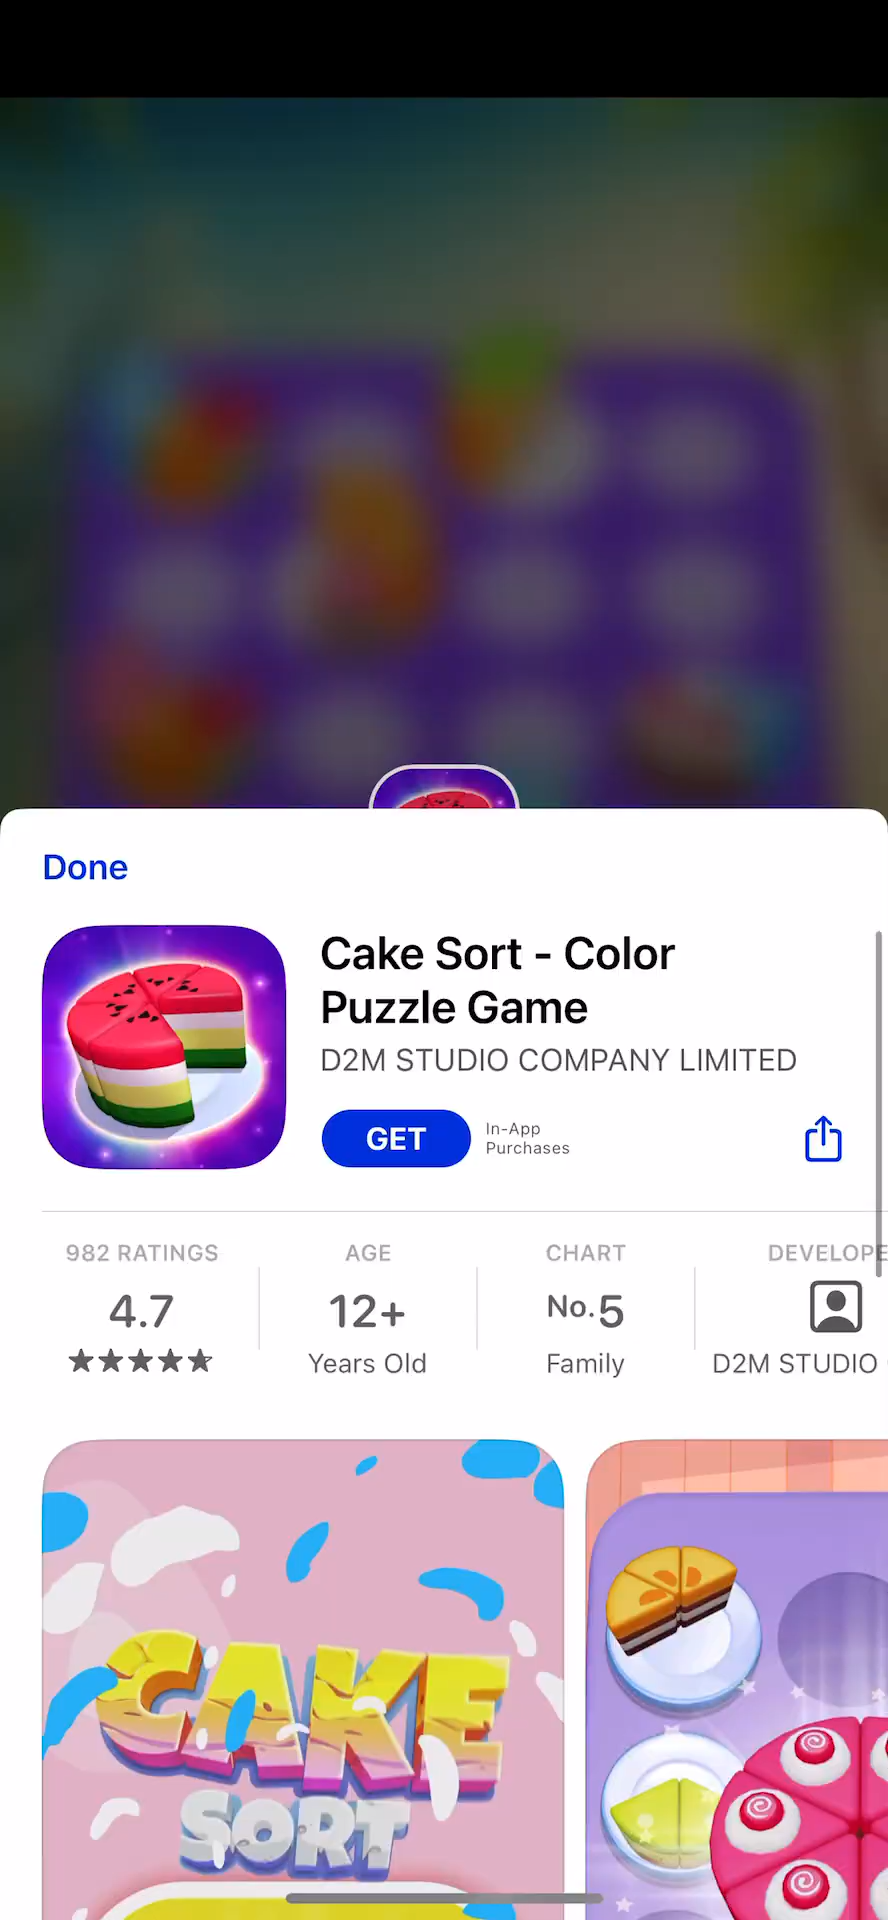 Done
Cake Sort - Color
Puzzle Game
D2M STUDIO COMPANY LIMITED
GET
In-App
Purchases
982 RATINGS
4.7
AGE
12+
Years Old
CHART
No.5
Family
DEVELOPE
D2M STUDIO
CAKE
SORT